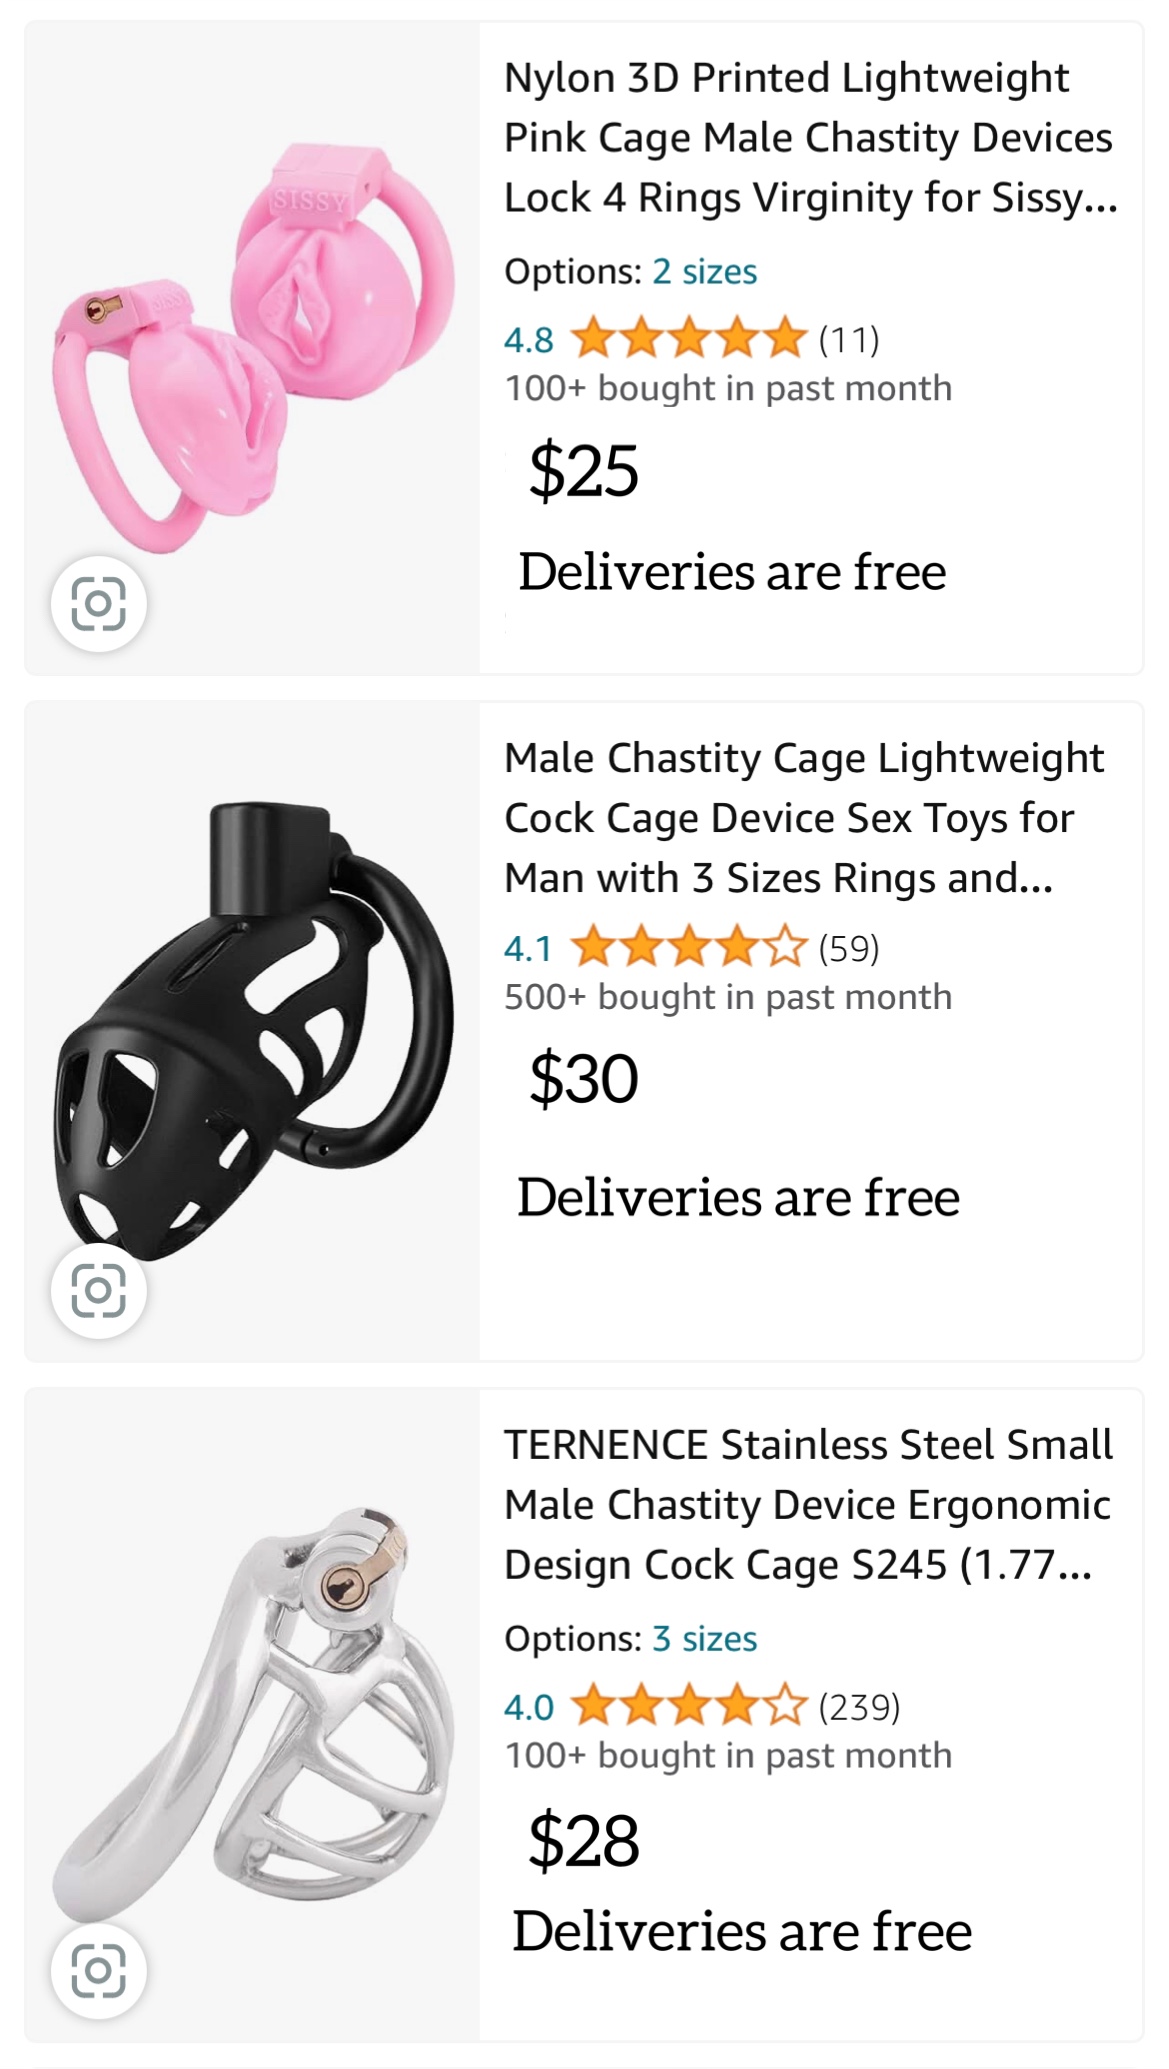 SISSY
SISSY
Nylon 3D Printed Lightweight
Pink Cage Male Chastity Devices
Lock 4 Rings Virginity for Sissy...
Options: 2 sizes
4.8 (11)
100+ bought in past month
$25
Deliveries are free
Male Chastity Cage Lightweight
Cock Cage Device Sex Toys for
Man with 3 Sizes Rings and...
4.1 (59)
500+ bought in past month
$30
Deliveries are free
TERNENCE Stainless Steel Small
Male Chastity Device Ergonomic
Design Cock Cage S245 (1.77...
Options: 3 sizes
4.0 (239)
100+ bought in past month
$28
Deliveries are free